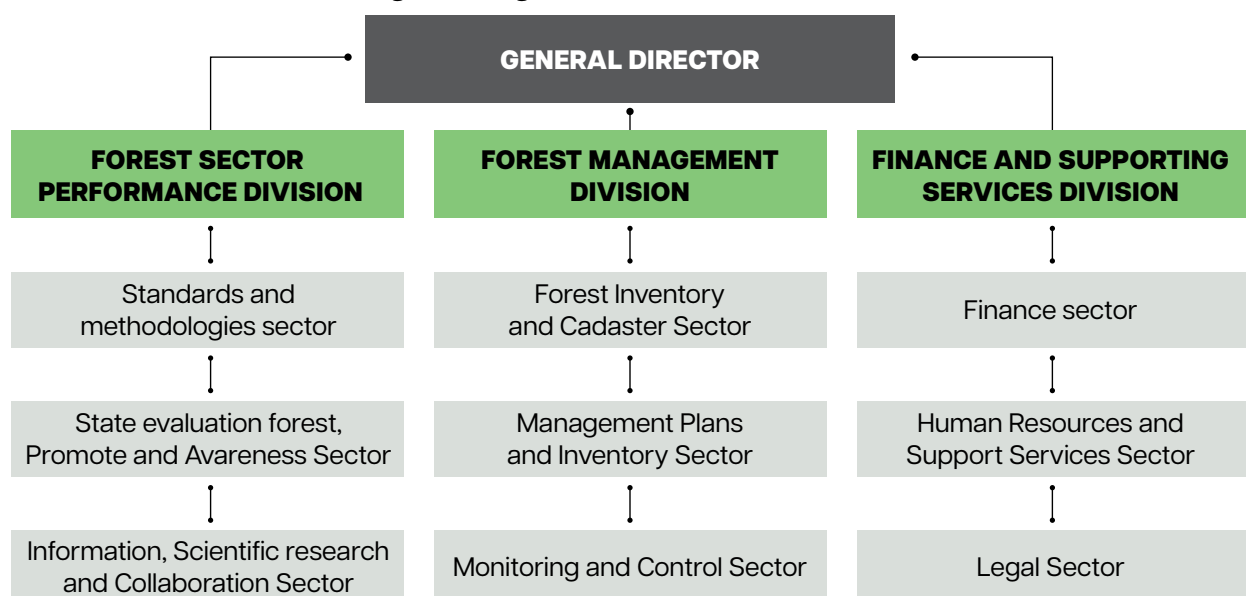 GENERAL DIRECTOR
FOREST SECTOR
PERFORMANCE DIVISION
Standards and
methodologies sector
State evaluation forest,
Promote and Avareness Sector
Information, Scientific research
and Collaboration Sector
FOREST MANAGEMENT
DIVISION
Forest Inventory
and Cadaster Sector
Management Plans
and Inventory Sector
Monitoring and Control Sector
FINANCE AND SUPPORTING
SERVICES DIVISION
Finance sector
Human Resources and
Support Services Sector
Legal Sector